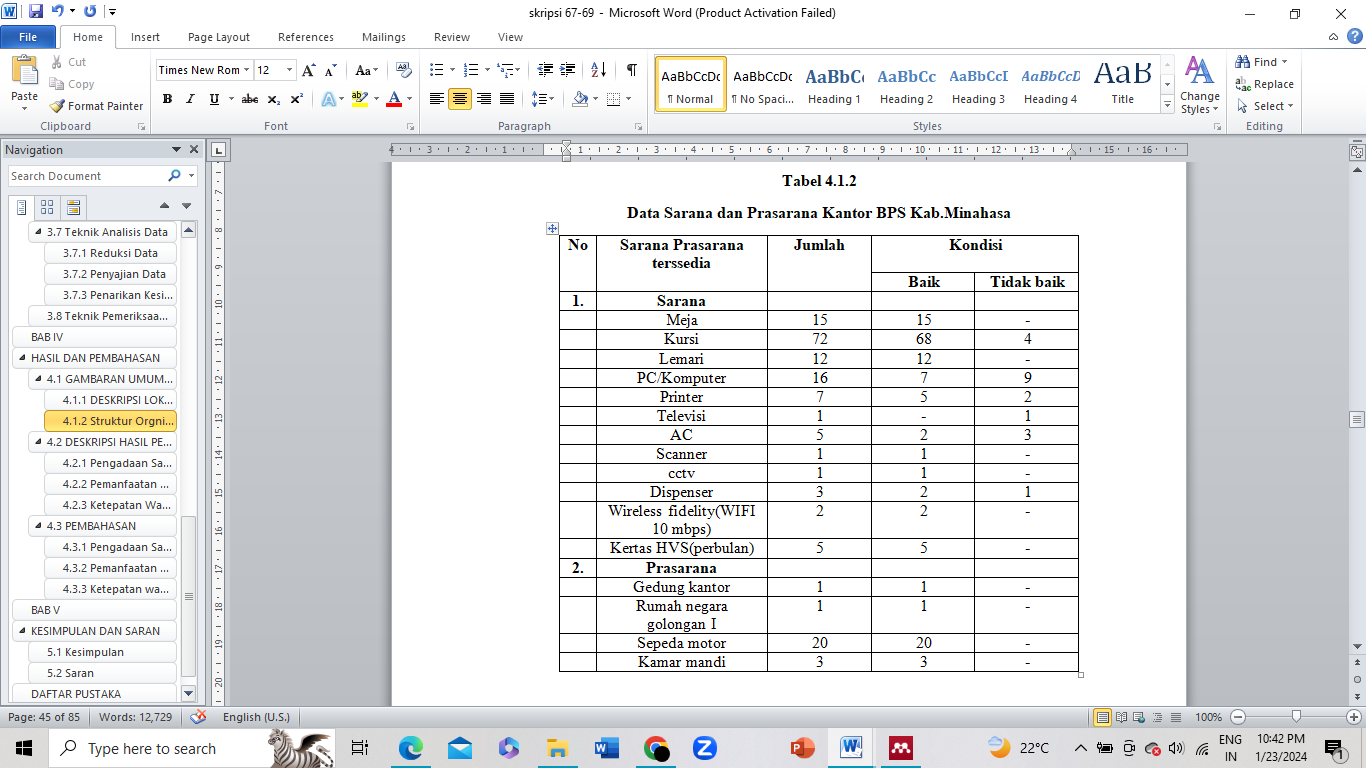 skripsi 67-69 - Microsoft Word (Product Activation Failed)
File Home Insert Page Layout References Mailings Review View
Paste
Cut
Copy
Format Painter
Clipboard
Times New Rom 12
Font
Paragraph
AaBbCcDc AaBbCcDc AaBbC AaBbCc AaBbCcI AaBbCcD AaB
¶ Normal ¶ No Spaci... Heading 1 Heading 2 Heading 3 Heading 4 Title
Change Styles
Styles
Find
Replace
Select
Editing
Navigation
Search Document
3.7 Teknik Analisis Data
3.7.1 Reduksi Data
3.7.2 Penyajian Data
3.7.3 Penarikan Kesi...
3.8 Teknik Pemeriksaa...
BAB IV
HASIL DAN PEMBAHASAN
4.1 GAMBARAN UMUM...
4.1.1 DESKRIPSI LOK...
4.1.2 Struktur Orgni...
4.2 DESKRIPSI HASIL PE...
4.2.1 Pengadaan Sa...
4.2.2 Pemanfaatan ...
4.2.3 Ketepatan Wa...
4.3 PEMBAHASAN
4.3.1 Pengadaan Sa...
4.3.2 Pemanfaatan ...
4.3.3 Ketepatan wa...
BAB V
KESIMPULAN DAN SARAN
5.1 Kesimpulan
5.2 Saran
DAFTAR PUSTAKA
Tabel 4.1.2
Data Sarana dan Prasarana Kantor BPS Kab.Minahasa
No Sarana Prasarana Jumlah Kondisi
terssedia
Baik Tidak baik
1. Sarana
Meja 15 15 -
Kursi 72 68 4
Lemari 12 12 -
PC/Komputer 16 7 9
Printer 7 5 2
Televisi 1 - 1
AC 5 2 3
Scanner 1 1 -
cctv 1 1 -
Dispenser 3 2 1
Wireless fidelity(WIFI 2 2 -
10 mbps)
Kertas HVS(perbulan) 5 5 -
2. Prasarana
Gedung kantor 1 1 -
Rumah negara 1 1 -
golongan I
Sepeda motor 20 20 -
Kamar mandi 3 3 -
Page: 45 of 85 Words: 12,729 English (U.S.) 100%
Type here to search
22°C
ENG 10:42 PM
IN 1/23/2024